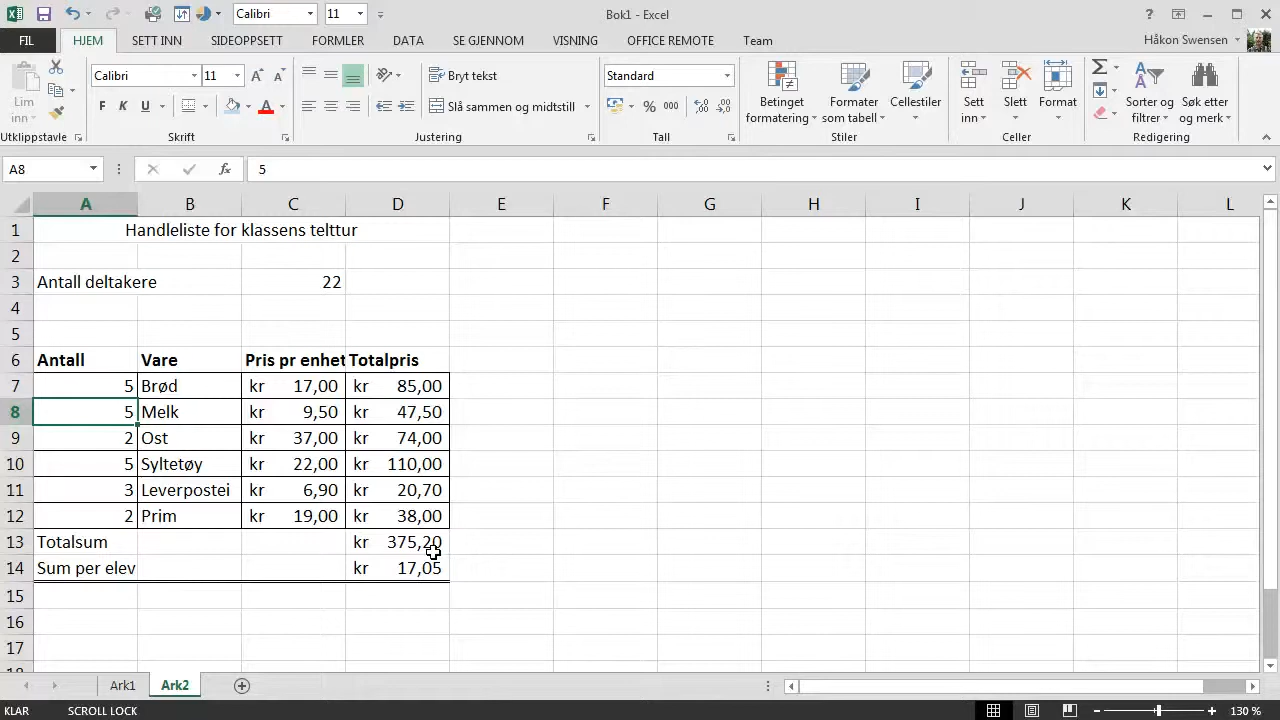 Calibri 11 Bok1 - Excel ?
FIL HJEM SETT INN SIDEOPPSETT FORMLER DATA SE GJENNOM VISNING OFFICE REMOTE Team Håkon Swensen
Lim inn Calibri 11 A A Bryt tekst Standard Betinget formatering Formater som tabell Cellestiler Sett inn Slett Format Sorter og filtrer Søk etter og merk
F K U A Slå sammen og midtstill % 000
Utklippstavle Skrift Justering Tall Stiler Celler Redigering
A8 fx 5
A B C D E F G H I J K L
1 Handleliste for klassens telttur
2
3 Antall deltakere 22
4
5
6 Antall Vare Pris pr enhet Totalpris
7 5 Brød kr 17,00 kr 85,00
8 5 Melk kr 9,50 kr 47,50
9 2 Ost kr 37,00 kr 74,00
10 5 Syltetøy kr 22,00 kr 110,00
11 3 Leverpostei kr 6,90 kr 20,70
12 2 Prim kr 19,00 kr 38,00
13 Totalsum kr 375,20
14 Sum per elev kr 17,05
15
16
17
18
Ark1 Ark2
KLAR SCROLL LOCK 130 %